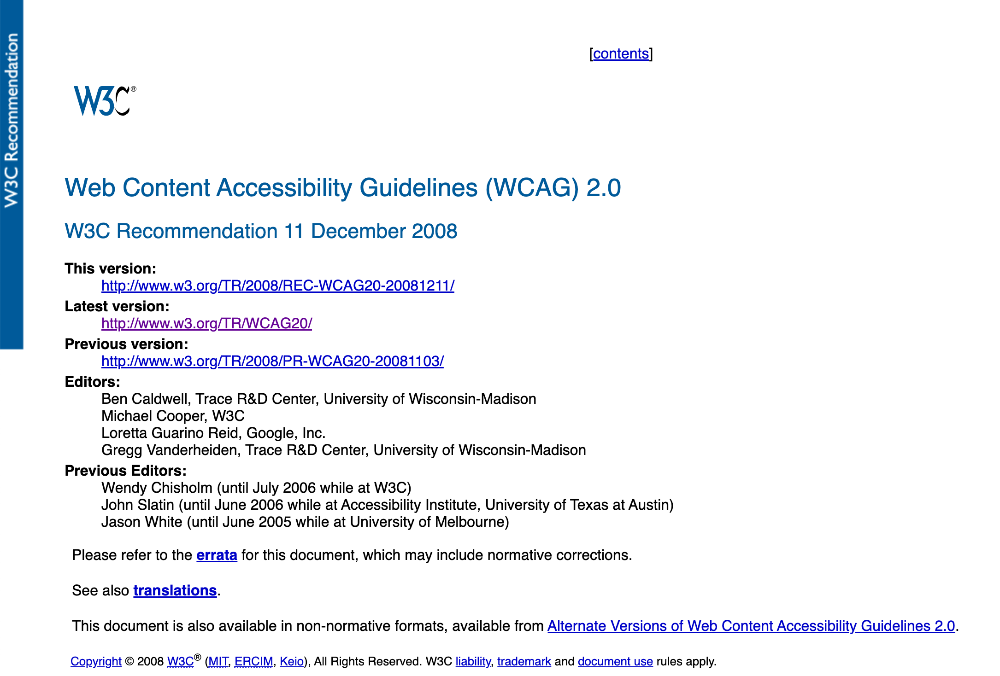 W3C Recommendation
[contents]
W3C®
Web Content Accessibility Guidelines (WCAG) 2.0
W3C Recommendation 11 December 2008
This version:
http://www.w3.org/TR/2008/REC-WCAG20-20081211/
Latest version:
http://www.w3.org/TR/WCAG20/
Previous version:
http://www.w3.org/TR/2008/PR-WCAG20-20081103/
Editors:
Ben Caldwell, Trace R&D Center, University of Wisconsin-Madison
Michael Cooper, W3C
Loretta Guarino Reid, Google, Inc.
Gregg Vanderheiden, Trace R&D Center, University of Wisconsin-Madison
Previous Editors:
Wendy Chisholm (until July 2006 while at W3C)
John Slatin (until June 2006 while at Accessibility Institute, University of Texas at Austin)
Jason White (until June 2005 while at University of Melbourne)
Please refer to the errata for this document, which may include normative corrections.
See also translations.
This document is also available in non-normative formats, available from Alternate Versions of Web Content Accessibility Guidelines 2.0.
Copyright © 2008 W3C® (MIT, ERCIM, Keio), All Rights Reserved. W3C liability, trademark and document use rules apply.